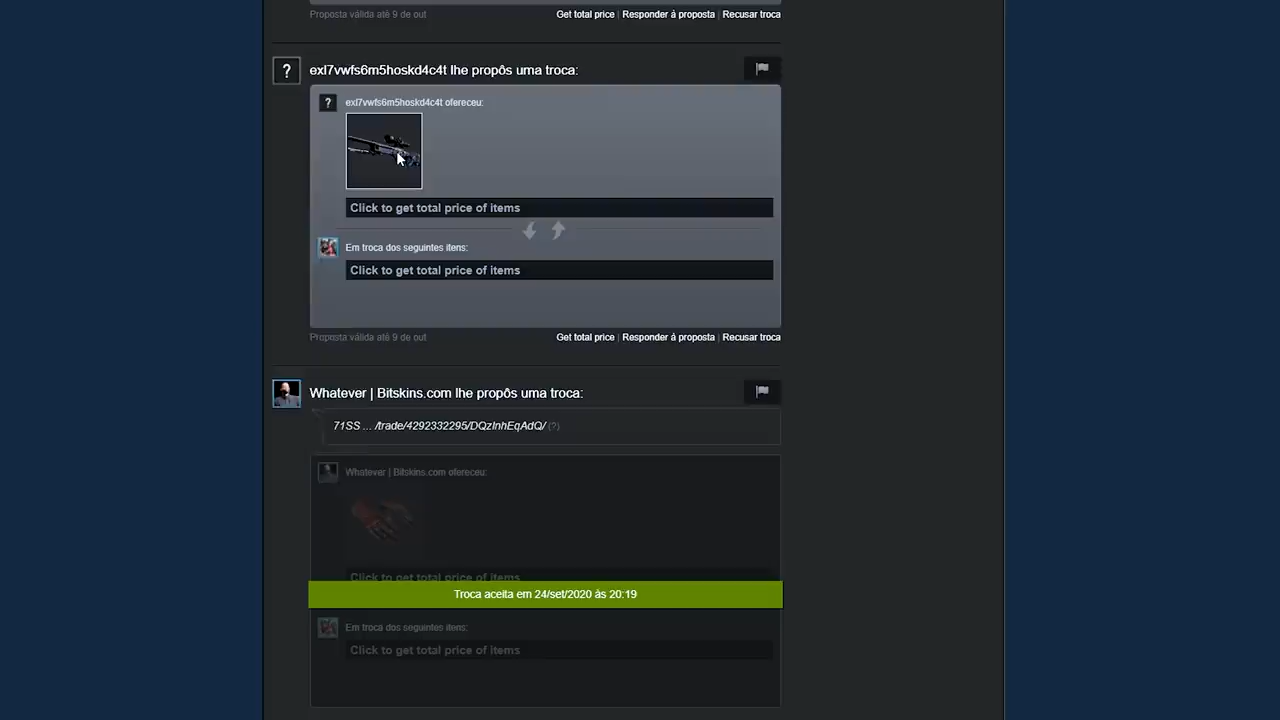 Proposta válida até 9 de out
Get total price | Responder à proposta | Recusar troca
? exl7vwfs6m5hoskd4c4t lhe propôs uma troca:
? exl7vwfs6m5hoskd4c4t ofereceu:
Click to get total price of items
Em troca dos seguintes itens:
Click to get total price of items
Proposta válida até 9 de out
Get total price | Responder à proposta | Recusar troca
Whatever | Bitskins.com lhe propôs uma troca:
71SS ... /trade/4292332295/DQzInhEqAdQ/ (?)
Whatever | Bitskins.com ofereceu:
Click to get total price of items
Troca aceita em 24/set/2020 às 20:19
Em troca dos seguintes itens:
Click to get total price of items